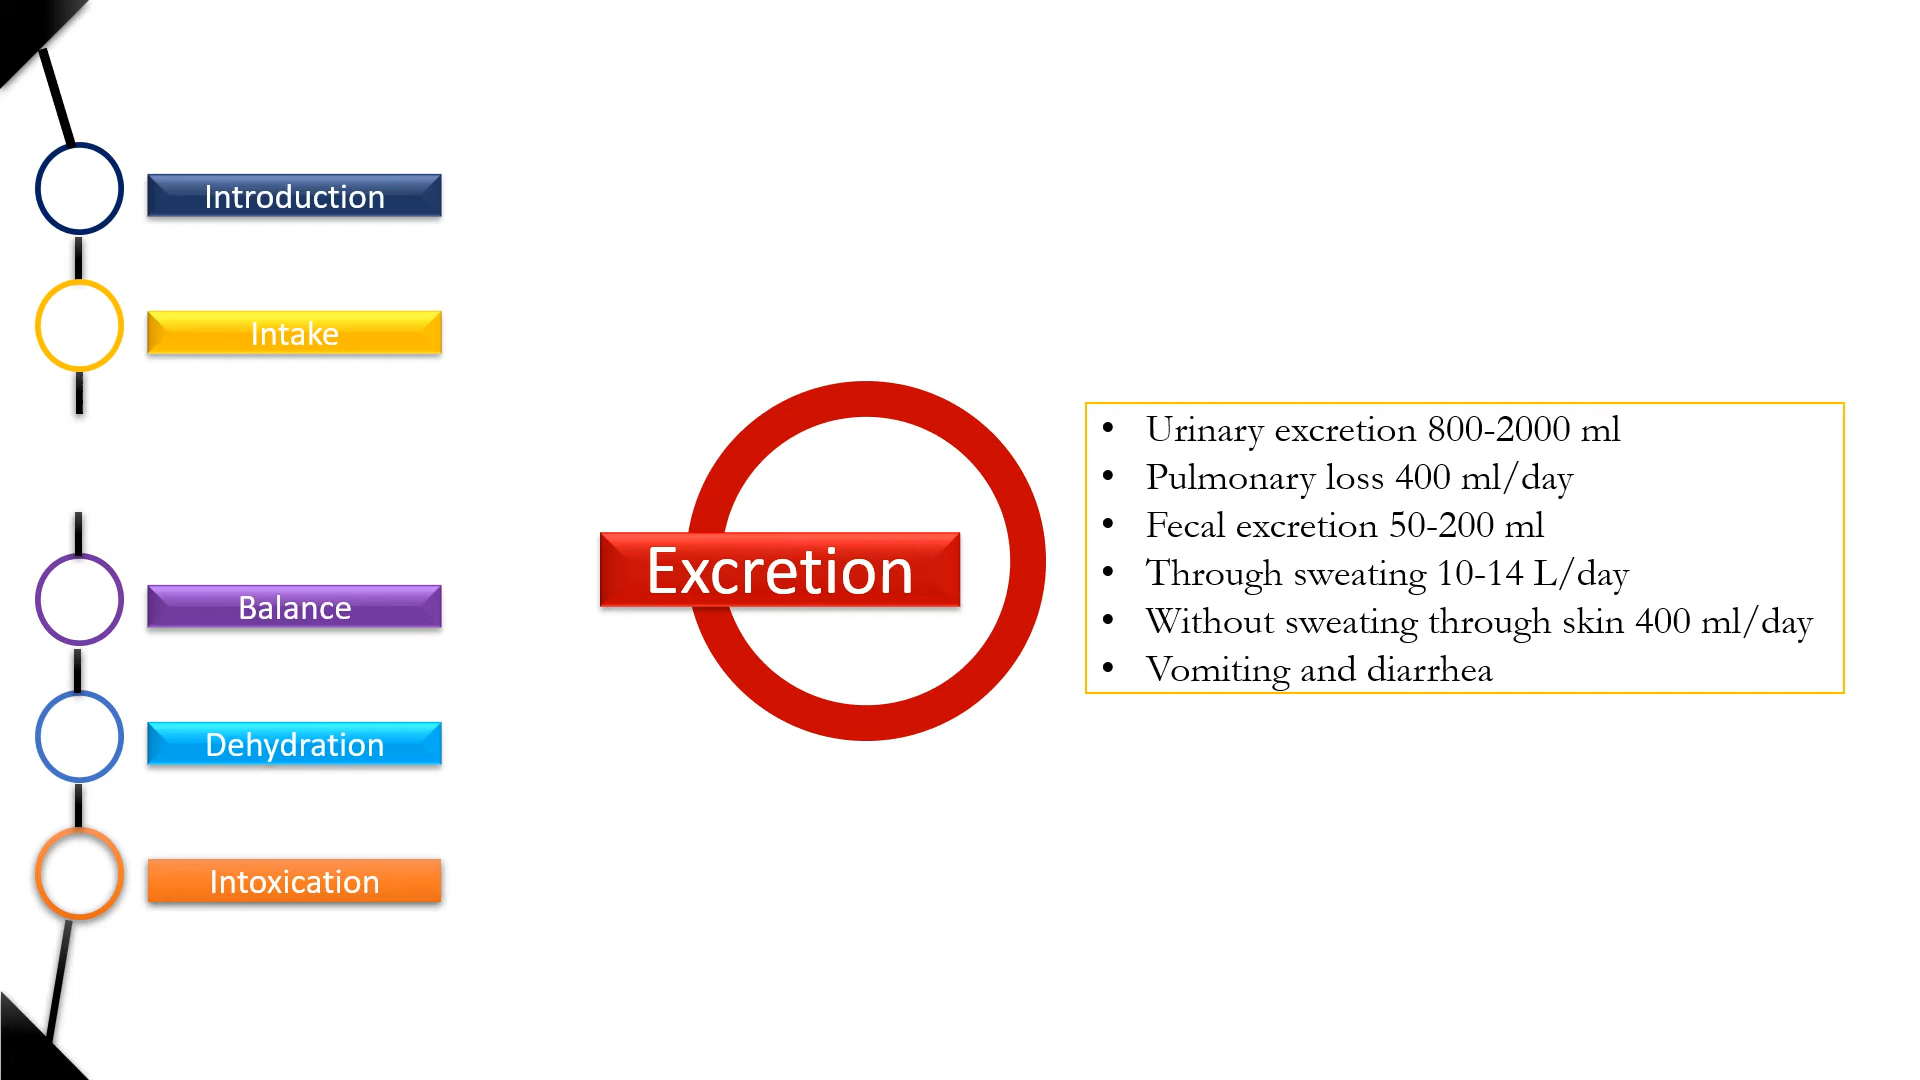 Introduction
Intake
Balance
Dehydration
Intoxication
Excretion
• Urinary excretion 800-2000 ml
• Pulmonary loss 400 ml/day
• Fecal excretion 50-200 ml
• Through sweating 10-14 L/day
• Without sweating through skin 400 ml/day
• Vomiting and diarrhea